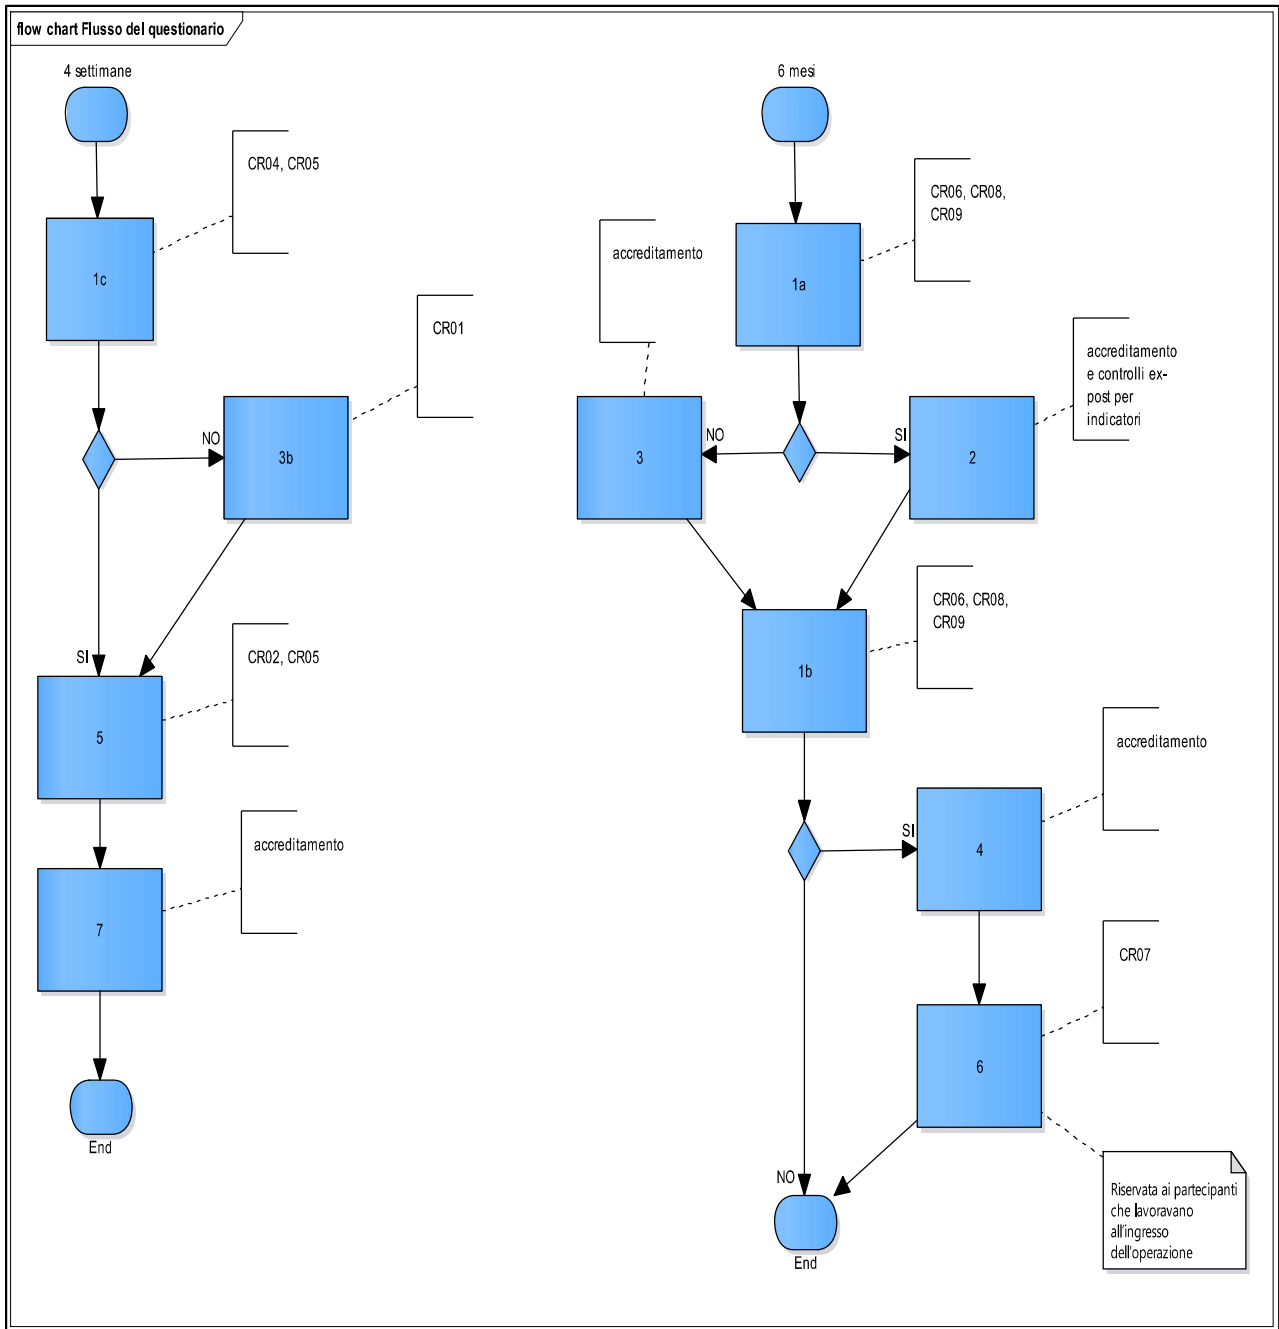 flow chart Flusso del questionario
4 settimane
CR04, CR05
1c
CR01
NO
3b
SI
CR02, CR05
5
accreditamento
7
End
6 mesi
CR06, CR08,
CR09
accreditamento
1a
accreditamento
e controlli ex-
post per
indicatori
NO
SI
3
2
CR06, CR08,
CR09
1b
accreditamento
SI
4
CR07
6
NO
Riservata ai partecipanti
che lavoravano
all'ingresso
dell'operazione
End